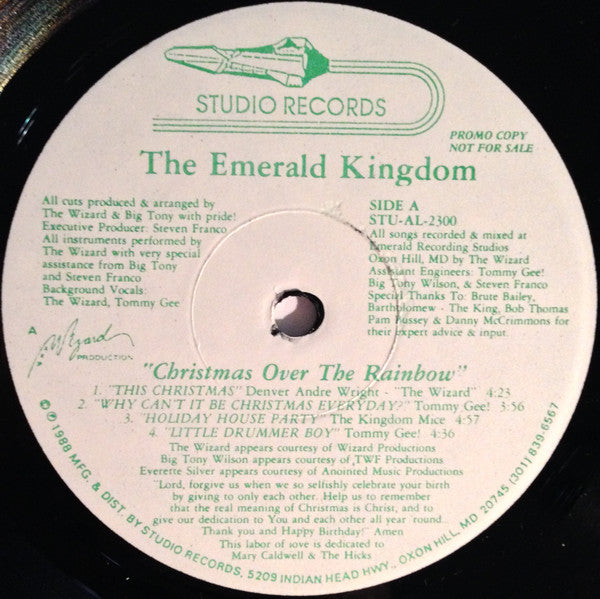 STUDIO RECORDS
PROMO COPY
NOT FOR SALE
The Emerald Kingdom
All cuts produced & arranged by
The Wizard & Big Tony with pride!
Executive Producer: Steven Franco
All instruments performed by
The Wizard with very special
assistance from Big Tony
and Steven Franco
Background Vocals:
The Wizard, Tommy Gee
SIDE A
STU-AL-2300
All songs recorded & mixed at
Emerald Recording Studios
Oxon Hill, MD by The Wizard
Assistant Engineers: Tommy Gee!
Big Tony Wilson, & Steven Franco
Special Thanks To: Brute Bailey,
Bartholomew - The King, Bob Thomas
Pam Bussey & Danny McCrimmons for
their expert advice & input.
A
Wizard
PRODUCTION
"Christmas Over The Rainbow"
1. "THIS CHRISTMAS" Denver Andre Wright - "The Wizard" 4:23
2. "WHY CAN'T IT BE CHRISTMAS EVERYDAY?" Tommy Gee! 3:56
3. "HOLIDAY HOUSE PARTY" The Kingdom Mice 4:57
4. "LITTLE DRUMMER BOY" Tommy Gee! 4:36
The Wizard appears courtesy of Wizard Productions
Big Tony Wilson appears courtesy of TWF Productions
Everette Silver appears courtesy of Anointed Music Productions
"Lord, forgive us when we so selfishly celebrate your birth
by giving to only each other. Help us to remember
that the real meaning of Christmas is Christ, and to
give our dedication to You and each other all year 'round...
Thank you and Happy Birthday!" Amen
This labor of love is dedicated to
Mary Caldwell & The Hicks
© ℗ 1988 MFG. & DIST. BY STUDIO RECORDS, 5209 INDIAN HEAD HWY., OXON HILL, MD 20745 (301) 839-6567